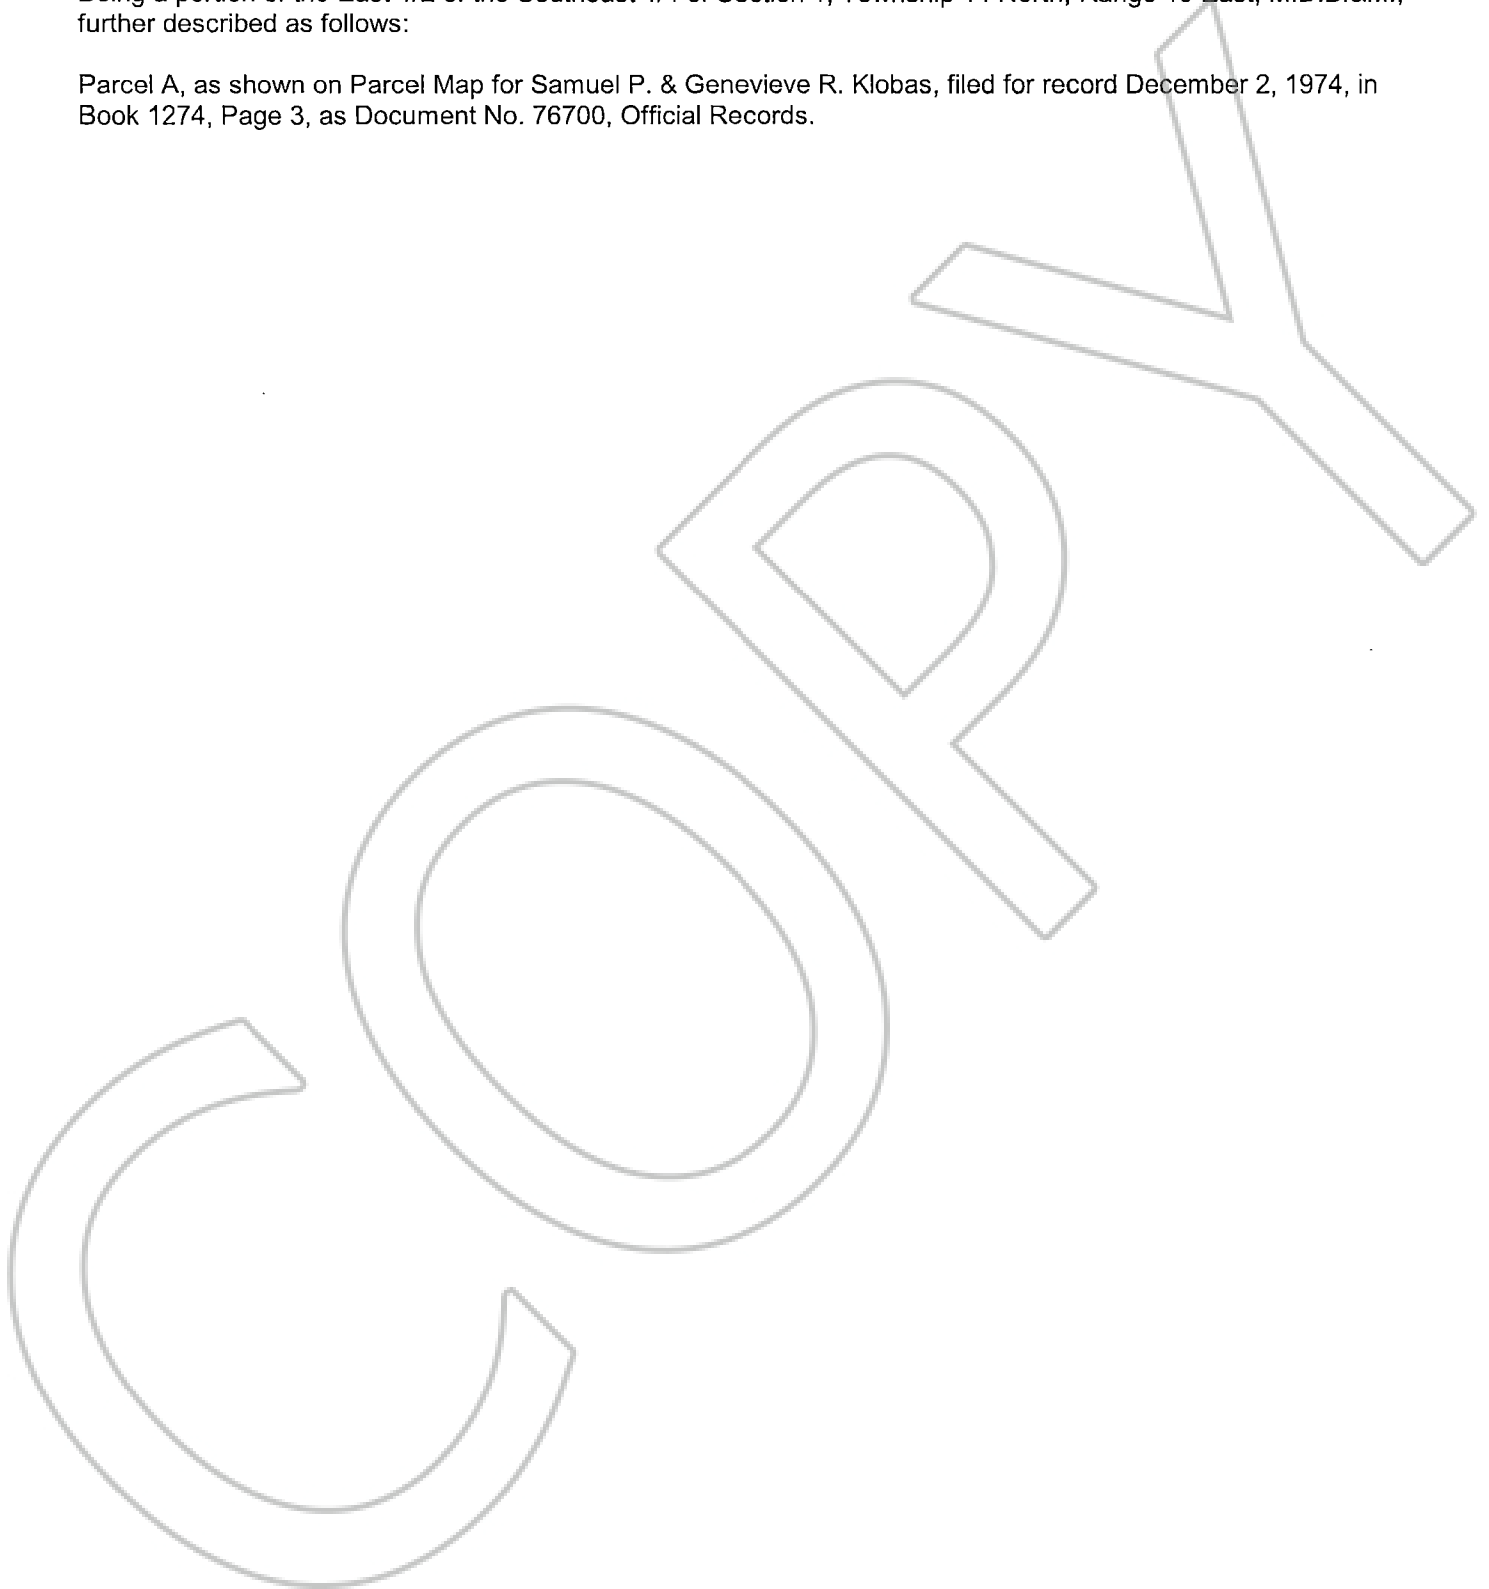 further described as follows:
Parcel A, as shown on Parcel Map for Samuel P. & Genevieve R. Klobas, filed for record December 2, 1974, in
Book 1274, Page 3, as Document No. 76700, Official Records.
COPY